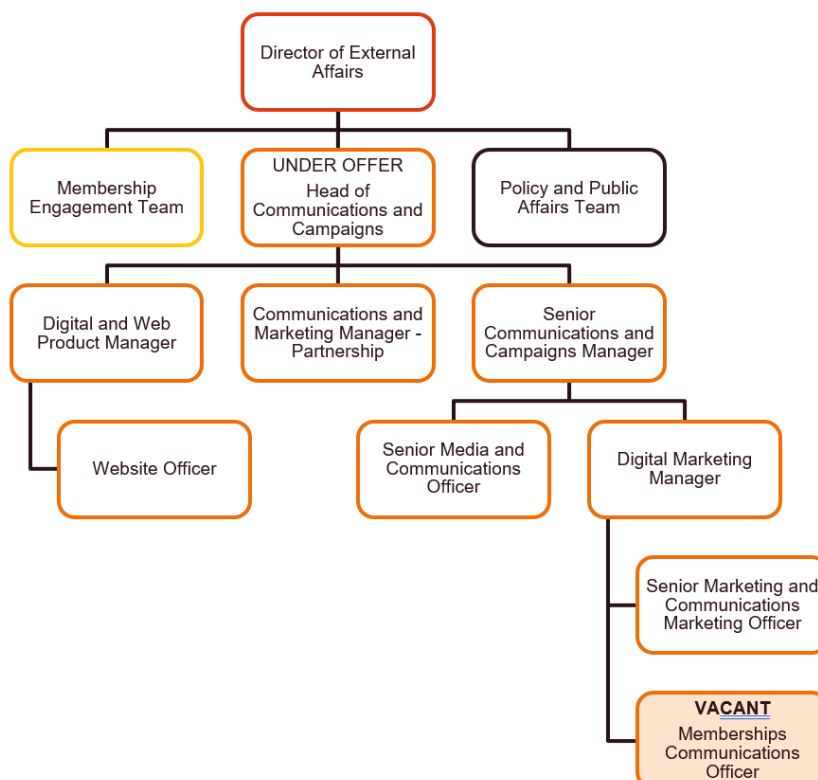 Director of External
Affairs
Membership
Engagement Team
UNDER OFFER
Head of
Communications and
Campaigns
Policy and Public
Affairs Team
Digital and Web
Product Manager
Communications and
Marketing Manager -
Partnership
Senior
Communications and
Campaigns Manager
Website Officer
Senior Media and
Communications
Officer
Digital Marketing
Manager
Senior Marketing and
Communications
Marketing Officer
VACANT
Memberships
Communications
Officer